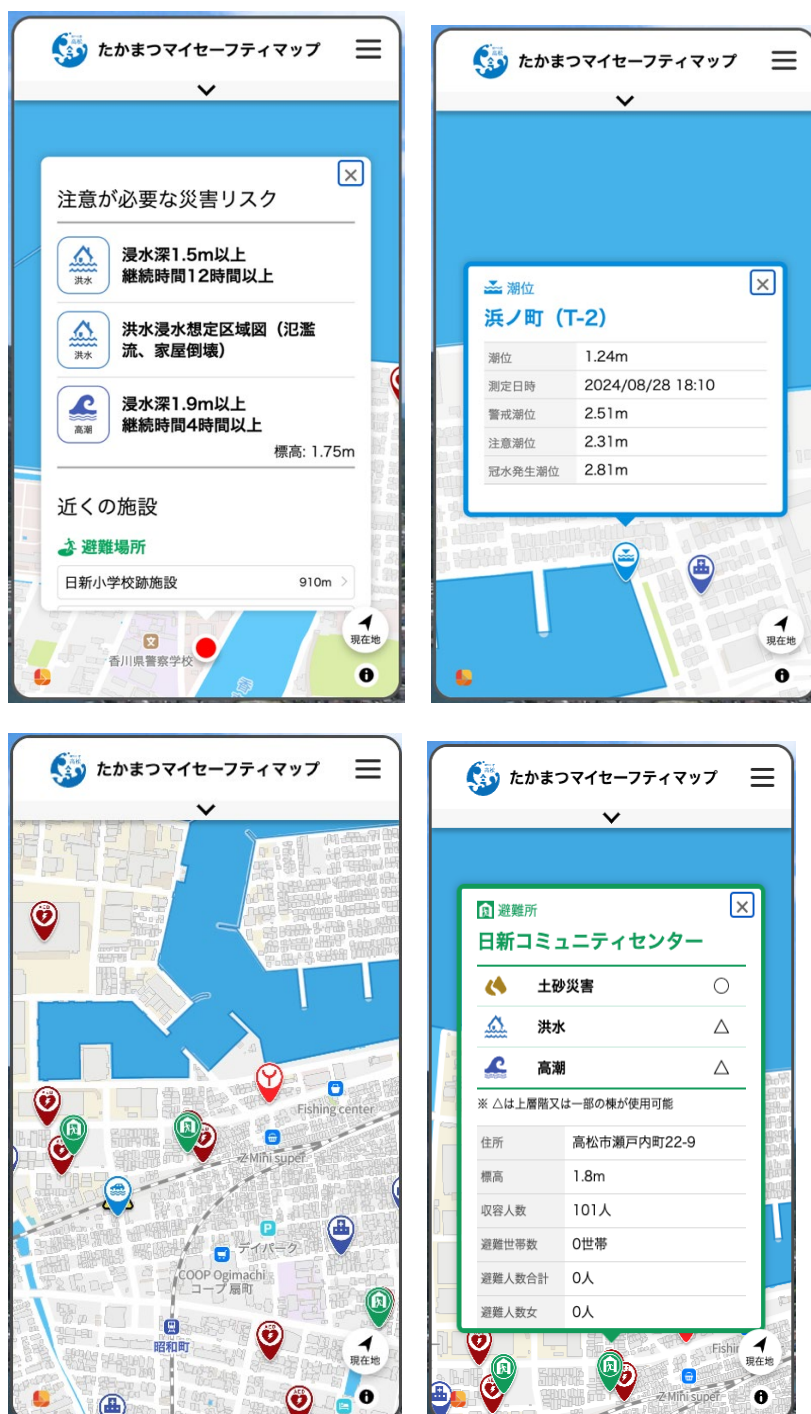 たかまつマイセーフティマップ
注意が必要な災害リスク
洪水
浸水深1.5m以上
継続時間12時間以上
洪水
洪水浸水想定区域図（氾濫
流、家屋倒壊）
高潮
浸水深1.9m以上
継続時間4時間以上
標高: 1.75m
近くの施設
避難場所
日新小学校跡施設 910m
香川県警察学校
現在地
たかまつマイセーフティマップ
潮位
浜ノ町（T-2）
潮位 1.24m
測定日時 2024/08/28 18:10
警戒潮位 2.51m
注意潮位 2.31m
冠水発生潮位 2.81m
現在地
たかまつマイセーフティマップ
Fishing center
Z-Mini super
P
デイパーク
COOP Ogimachi
コープ扇町
昭和町
現在地
たかまつマイセーフティマップ
避難所
日新コミュニティセンター
土砂災害 ○
洪水 △
高潮 △
※ △は上層階又は一部の棟が使用可能
住所 高松市瀬戸内町22-9
標高 1.8m
収容人数 101人
避難世帯数 0世帯
避難人数合計 0人
避難人数女 0人
現在地
Z-Mini super